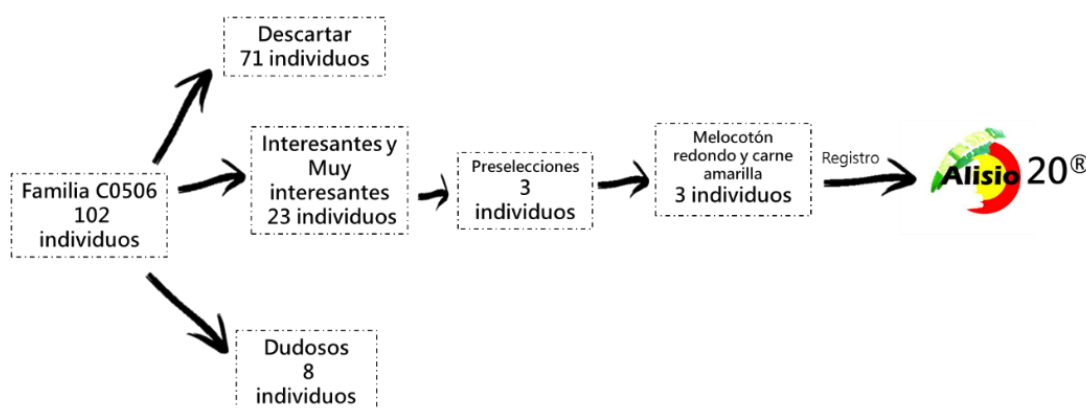 Descartar
71 individuos
Familia C0506
102
individuos
Interesantes y
Muy
interesantes
23 individuos
Preselecciones
3
individuos
Melocotón
redondo y carne
amarilla
3 individuos
Registro
Alisio 20®
Dudosos
8
individuos